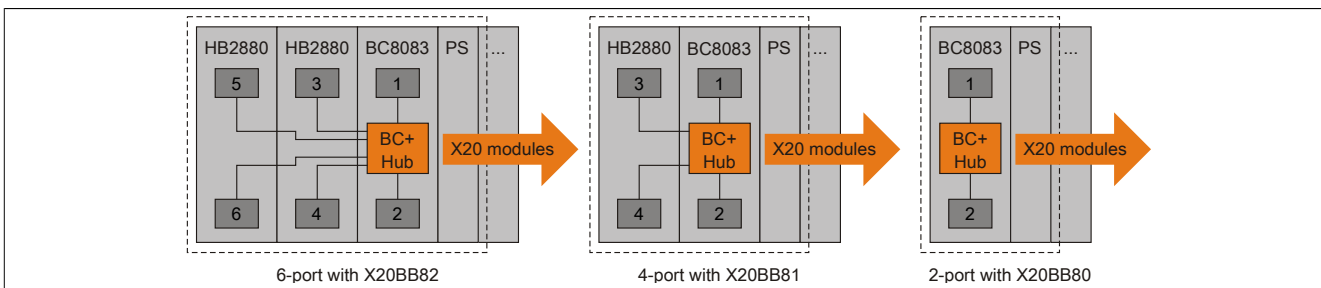 HB2880 HB2880 BC8083 PS ...
5 3 1
BC+
Hub
X20 modules
6 4 2
6-port with X20BB82
HB2880 BC8083 PS ...
3 1
BC+
Hub
X20 modules
4 2
4-port with X20BB81
BC8083 PS ...
1
BC+
Hub
X20 modules
2
2-port with X20BB80